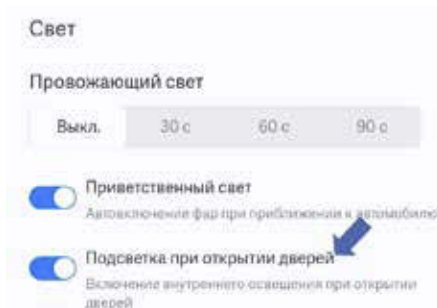 Свет
Провожающий свет
Выкл. 30 с 60 с 90 с
Приветственный свет
Автовключение фар при приближении к автомобилю
Подсветка при открытии дверей
Включение внутреннего освещения при открытии
дверей